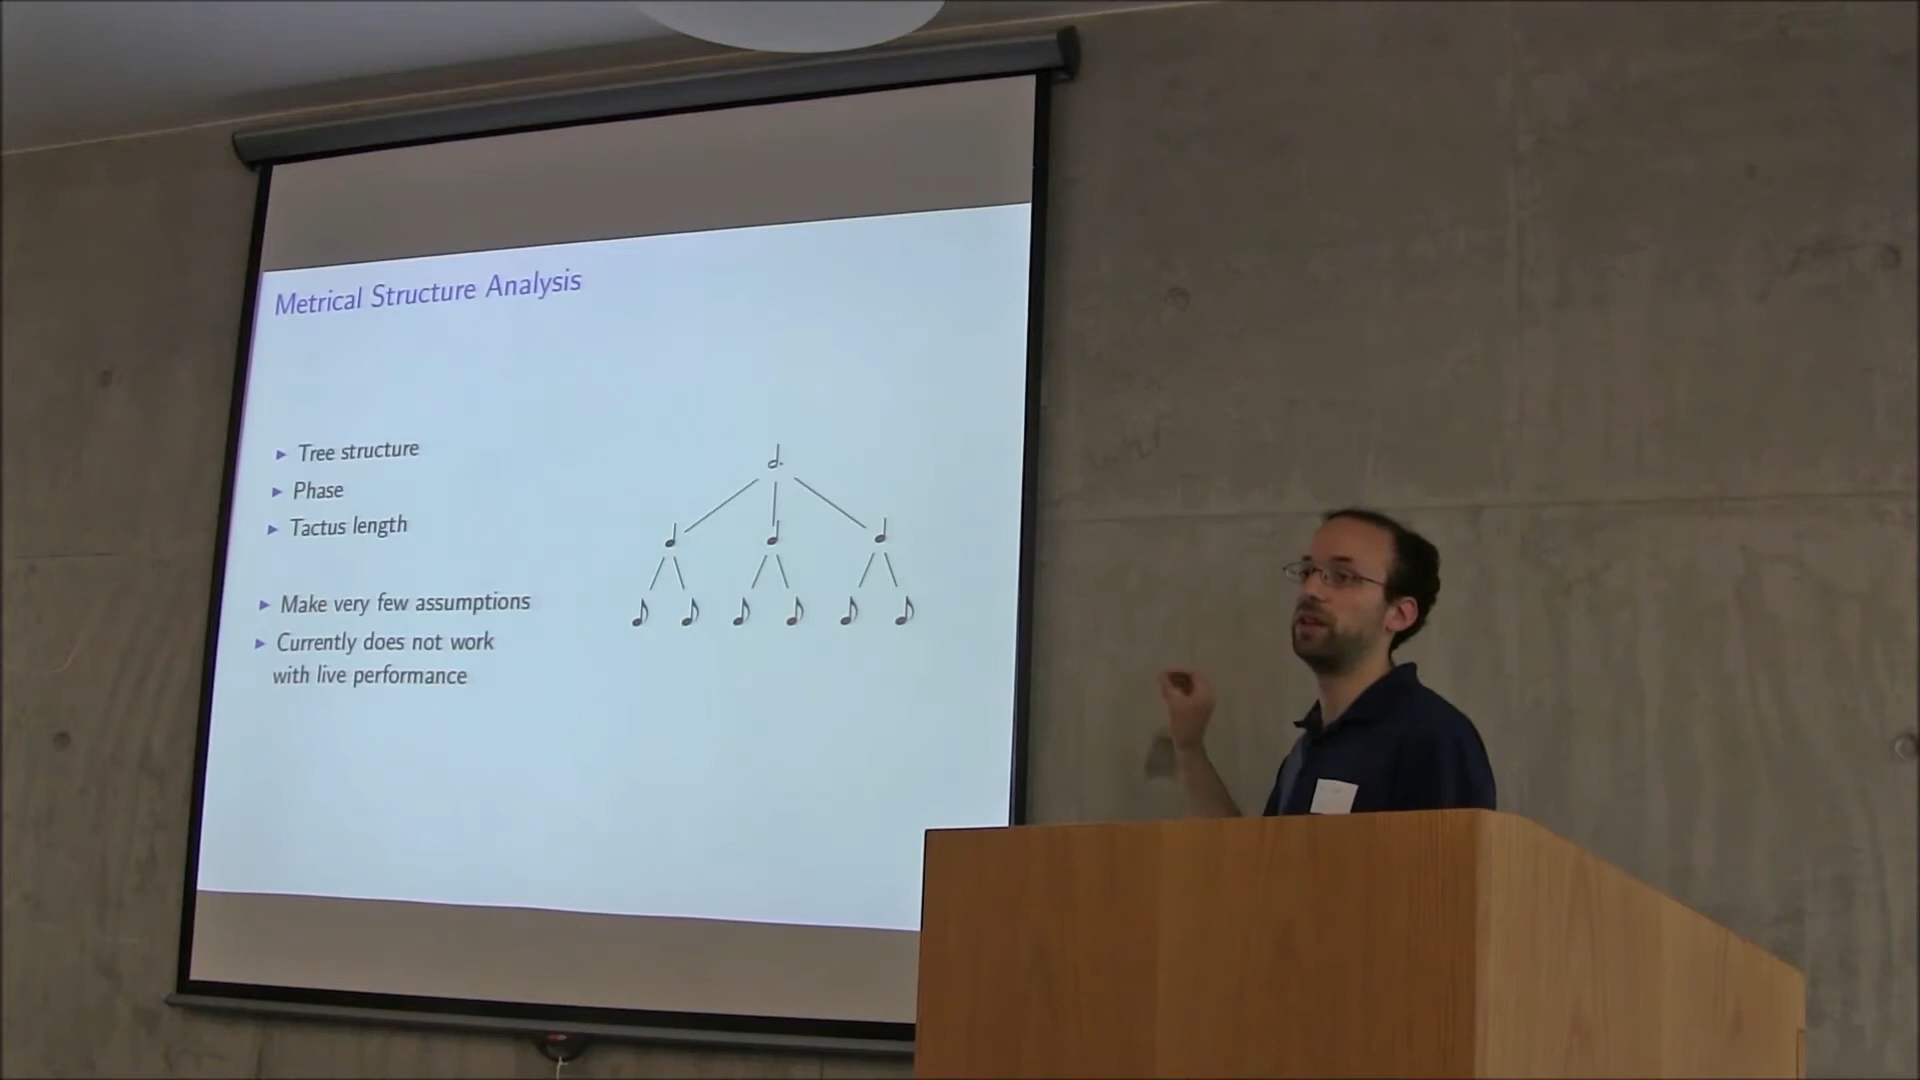 Metrical Structure Analysis
▶ Tree structure
▶ Phase
▶ Tactus length
▶ Make very few assumptions
▶ Currently does not work
with live performance